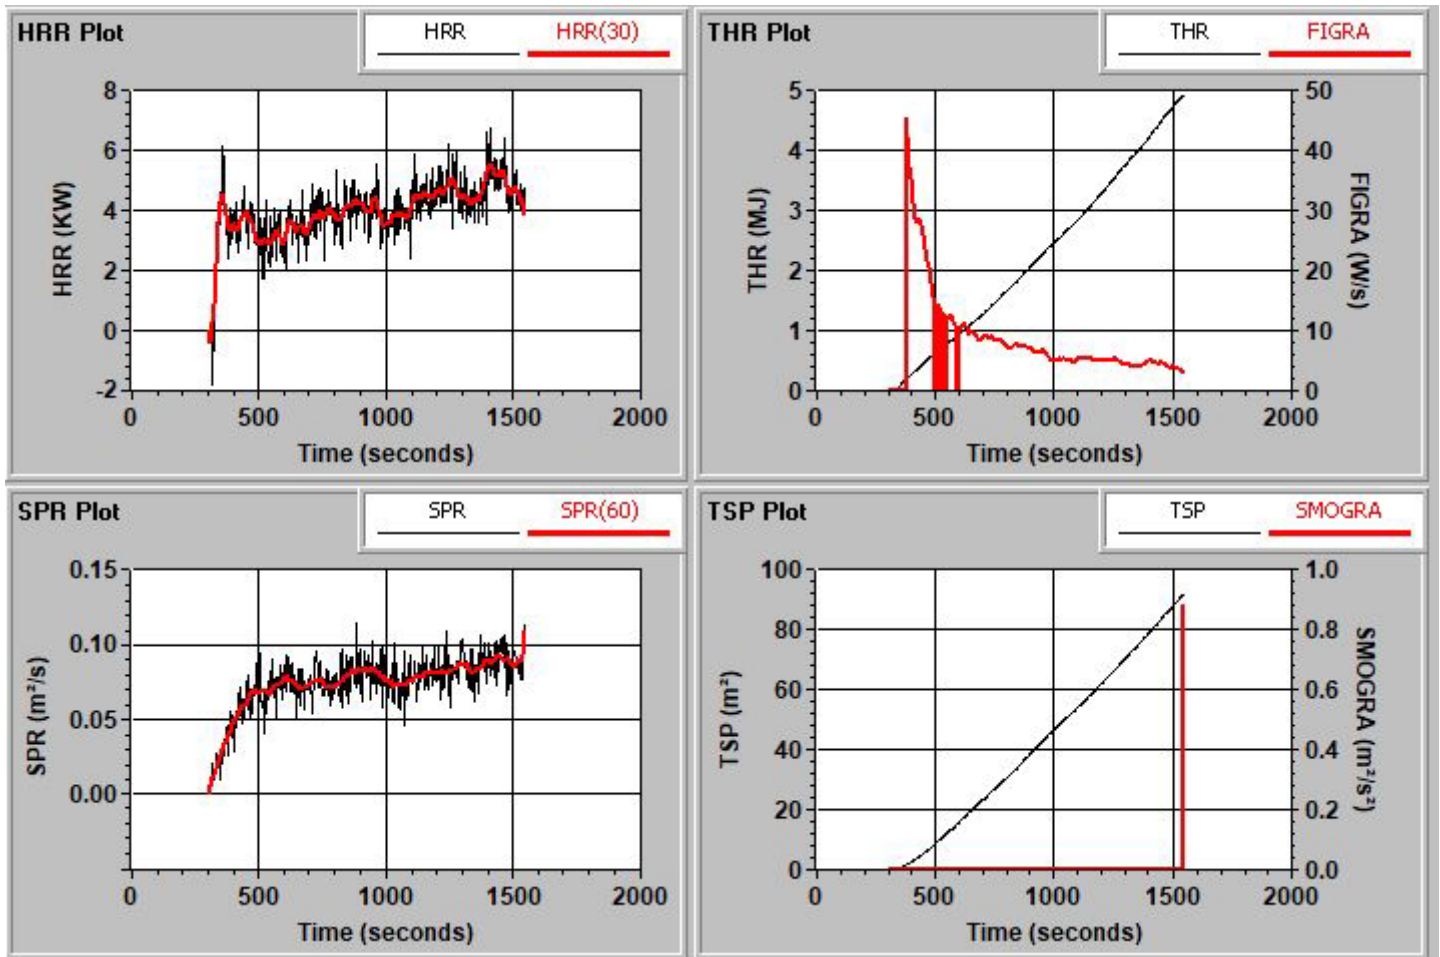 HRR Plot
HRR HRR(30)
8
6
4
2
0
-2
HRR (KW)
0 500 1000 1500 2000
Time (seconds)
THR Plot
THR FIGRA
5
4
3
2
1
0
THR (MJ)
50
40
30
20
10
0
FIGRA (W/s)
0 500 1000 1500 2000
Time (seconds)
SPR Plot
SPR SPR(60)
0.15
0.10
0.05
0.00
SPR (m²/s)
0 500 1000 1500 2000
Time (seconds)
TSP Plot
TSP SMOGRA
100
80
60
40
20
0
TSP (m²)
1.0
0.8
0.6
0.4
0.2
0.0
SMOGRA (m²/s²)
0 500 1000 1500 2000
Time (seconds)